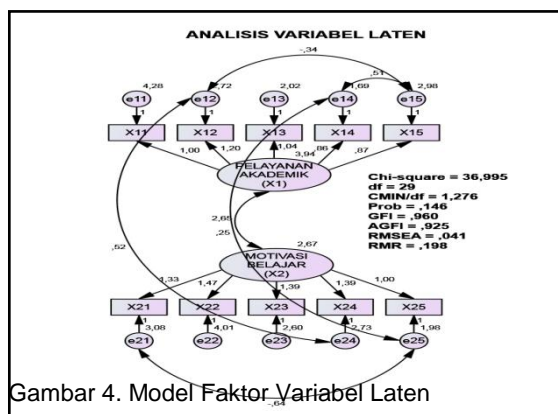 ANALISIS VARIABEL LATEN
-,34
,51
4,28 ,72 2,02 1,69 2,98
e11 e12 e13 e14 e15
1 1 1 1 1
X11 X12 X13 X14 X15
1,00 1,20 1,04 ,86 ,87
3,94
PELAYANAN
AKADEMIK
(X1)
Chi-square = 36,995
df = 29
CMIN/df = 1,276
Prob = ,146
GFI = ,960
AGFI = ,925
RMSEA = ,041
RMR = ,198
2,65
,25
,52
2,67
MOTIVASI
BELAJAR
(X2)
1,33 1,47 1,39 1,39 1,00
X21 X22 X23 X24 X25
1 1 1 1 1
3,08 4,01 2,60 2,73 1,98
e21 e22 e23 e24 e25
-,64
Gambar 4. Model Faktor Variabel Laten